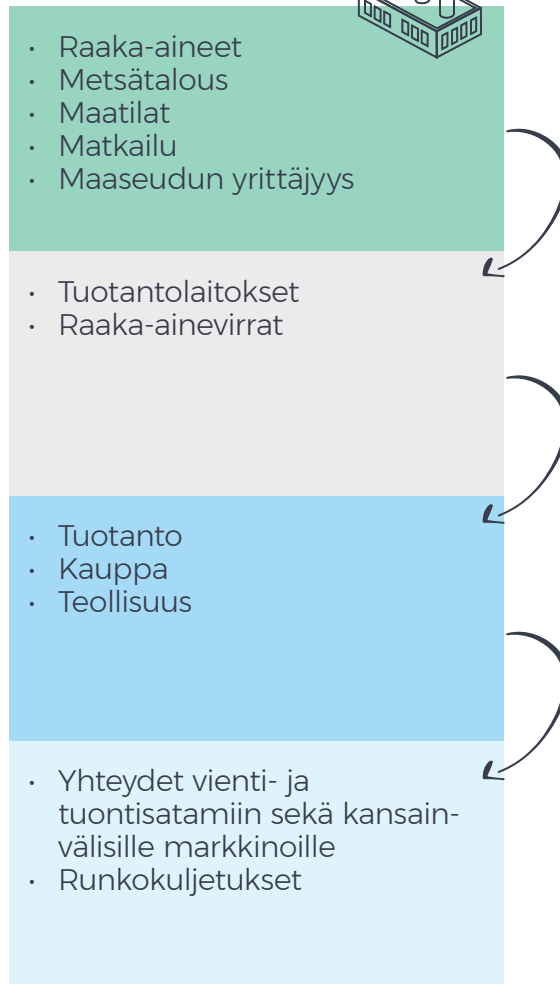 • Raaka-aineet
• Metsätalous
• Maatilat
• Matkailu
• Maaseudun yrittäjyys
• Tuotantolaitokset
• Raaka-ainevirrat
• Tuotanto
• Kauppa
• Teollisuus
• Yhteydet vienti- ja
tuontisatamiin sekä kansain-
välisille markkinoille
• Runkokuljetukset